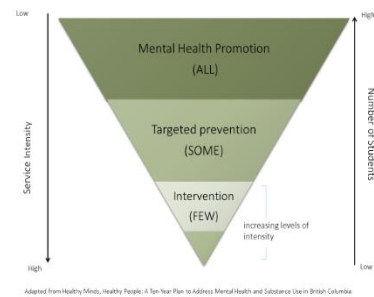 Low
High
Mental Health Promotion
(ALL)
Targeted prevention
(SOME)
Service Intensity
Number of Students
Intervention
(FEW)
increasing levels of
intensity
High
Low
Adapted from Healthy Minds, Healthy People: A Ten-Year Plan to Address Mental Health and Substance Use in British Columbia